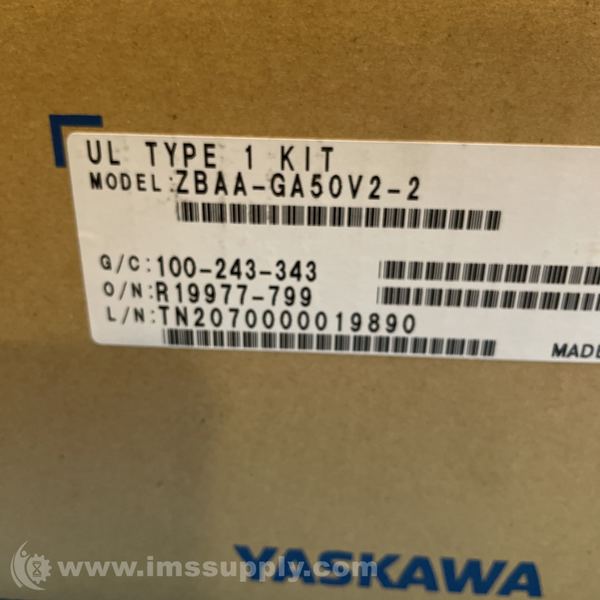 UL TYPE 1 KIT
MODEL:ZBAA-GA50V2-2
G/C:100-243-343
O/N:R19977-799
L/N:TN2070000019890
MADE
YASKAWA
www.imssupply.com